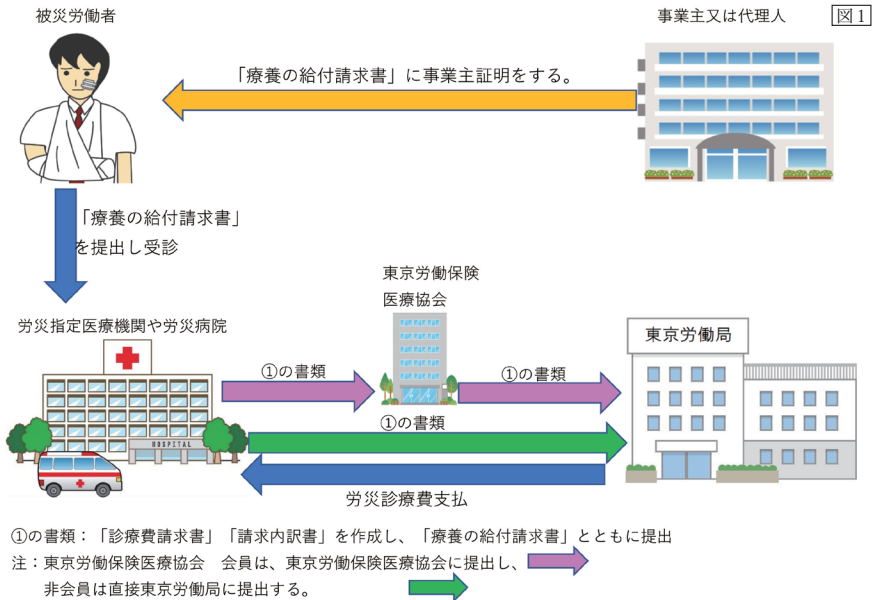 被災労働者
事業主又は代理人
図1
「療養の給付請求書」に事業主証明をする。
「療養の給付請求書」
を提出し受診
東京労働保険
医療協会
労災指定医療機関や労災病院
東京労働局
①の書類
①の書類
①の書類
HOSPITAL
労災診療費支払
①の書類：「診療費請求書」「請求内訳書」を作成し、「療養の給付請求書」とともに提出
注：東京労働保険医療協会　会員は、東京労働保険医療協会に提出し、
非会員は直接東京労働局に提出する。